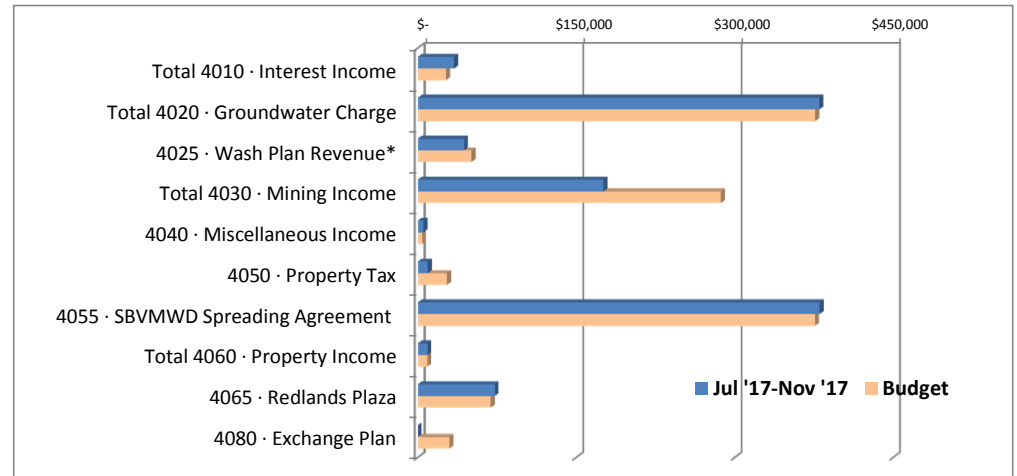 $- $150,000 $300,000 $450,000
Total 4010 · Interest Income
Total 4020 · Groundwater Charge
4025 · Wash Plan Revenue*
Total 4030 · Mining Income
4040 · Miscellaneous Income
4050 · Property Tax
4055 · SBVMWD Spreading Agreement
Total 4060 · Property Income
4065 · Redlands Plaza
4080 · Exchange Plan
Jul '17-Nov '17 Budget